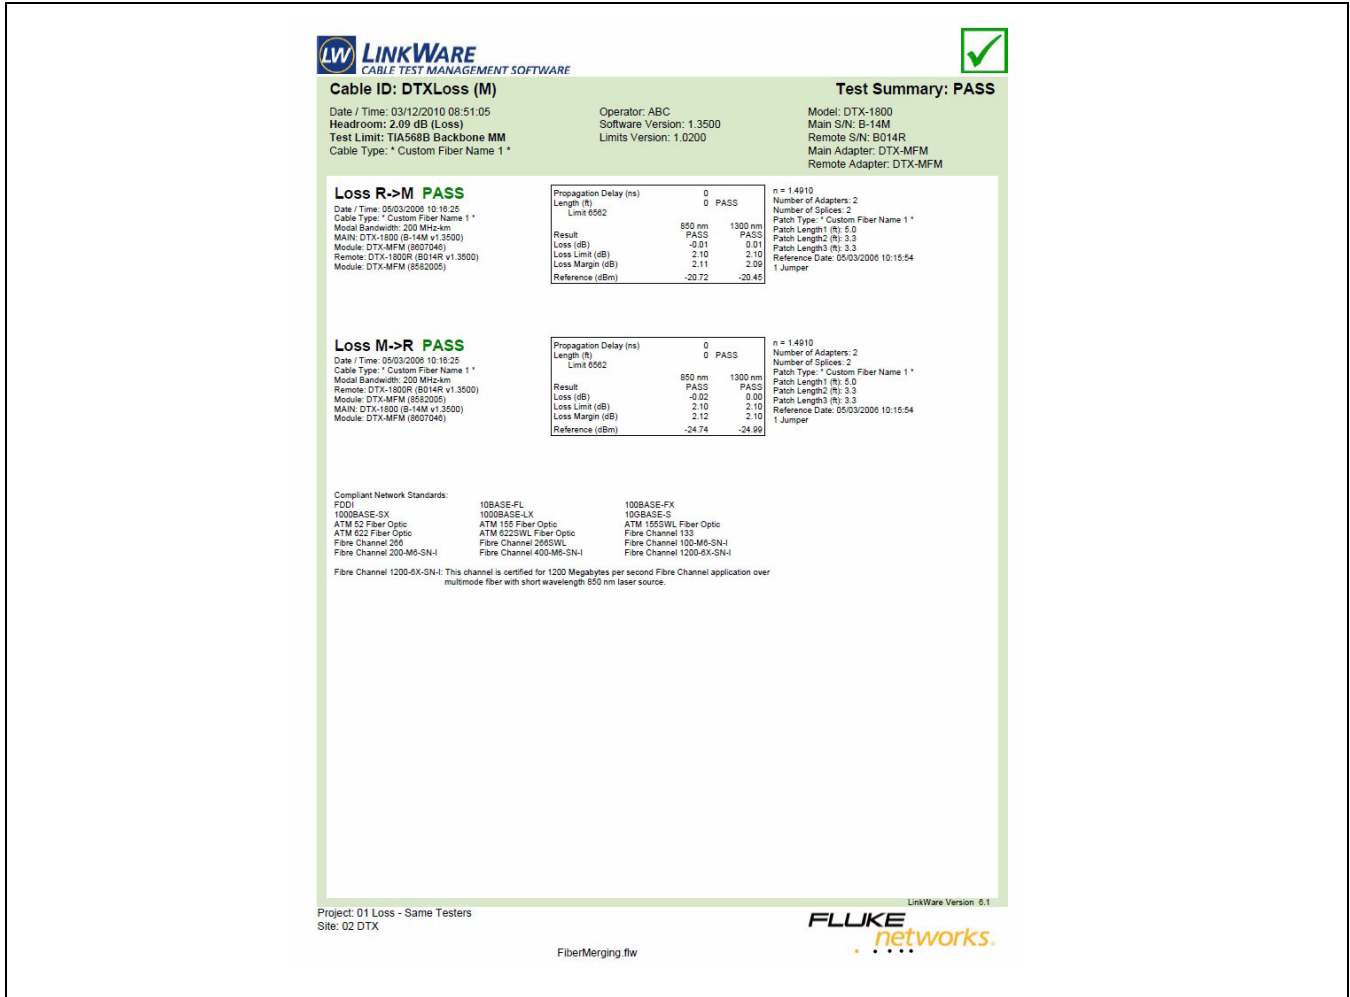 LW LINKWARE
CABLE TEST MANAGEMENT SOFTWARE
Cable ID: DTXLoss (M)
Test Summary: PASS
Date / Time: 03/12/2010 08:51:05
Headroom: 2.09 dB (Loss)
Test Limit: TIA568B Backbone MM
Cable Type: * Custom Fiber Name 1 *
Operator: ABC
Software Version: 1.3500
Limits Version: 1.0200
Model: DTX-1800
Main S/N: B-14M
Remote S/N: B014R
Main Adapter: DTX-MFM
Remote Adapter: DTX-MFM
Loss R->M PASS
Date / Time: 05/03/2006 10:16:25
Cable Type: * Custom Fiber Name 1 *
Modal Bandwidth: 200 MHz-km
MAIN: DTX-1800 (B-14M v1.3500)
Module: DTX-MFM (8607046)
Remote: DTX-1800R (B014R v1.3500)
Module: DTX-MFM (8582005)
Propagation Delay (ns) 0
Length (ft) 0 PASS
Limit 6562
850 nm 1300 nm
Result PASS PASS
Loss (dB) -0.01 0.01
Loss Limit (dB) 2.10 2.10
Loss Margin (dB) 2.11 2.09
Reference (dBm) -20.72 -20.45
n = 1.4910
Number of Adapters: 2
Number of Splices: 2
Patch Type: * Custom Fiber Name 1 *
Patch Length1 (ft): 5.0
Patch Length2 (ft): 3.3
Patch Length3 (ft): 3.3
Reference Date: 05/03/2006 10:15:54
1 Jumper
Loss M->R PASS
Date / Time: 05/03/2006 10:16:25
Cable Type: * Custom Fiber Name 1 *
Modal Bandwidth: 200 MHz-km
Remote: DTX-1800R (B014R v1.3500)
Module: DTX-MFM (8582005)
MAIN: DTX-1800 (B-14M v1.3500)
Module: DTX-MFM (8607046)
Propagation Delay (ns) 0
Length (ft) 0 PASS
Limit 6562
850 nm 1300 nm
Result PASS PASS
Loss (dB) -0.02 0.00
Loss Limit (dB) 2.10 2.10
Loss Margin (dB) 2.12 2.10
Reference (dBm) -24.74 -24.99
n = 1.4910
Number of Adapters: 2
Number of Splices: 2
Patch Type: * Custom Fiber Name 1 *
Patch Length1 (ft): 5.0
Patch Length2 (ft): 3.3
Patch Length3 (ft): 3.3
Reference Date: 05/03/2006 10:15:54
1 Jumper
Compliant Network Standards:
FDDI 10BASE-FL 100BASE-FX
1000BASE-SX 1000BASE-LX 10GBASE-S
ATM 52 Fiber Optic ATM 155 Fiber Optic ATM 155SWL Fiber Optic
ATM 622 Fiber Optic ATM 622SWL Fiber Optic Fibre Channel 133
Fibre Channel 266 Fibre Channel 266SWL Fibre Channel 100-M6-SN-I
Fibre Channel 200-M6-SN-I Fibre Channel 400-M6-SN-I Fibre Channel 1200-6X-SN-I
Fibre Channel 1200-6X-SN-I: This channel is certified for 1200 Megabytes per second Fibre Channel application over
multimode fiber with short wavelength 850 nm laser source.
LinkWare Version 6.1
Project: 01 Loss - Same Testers
Site: 02 DTX
FLUKE
networks.
FiberMerging.flw